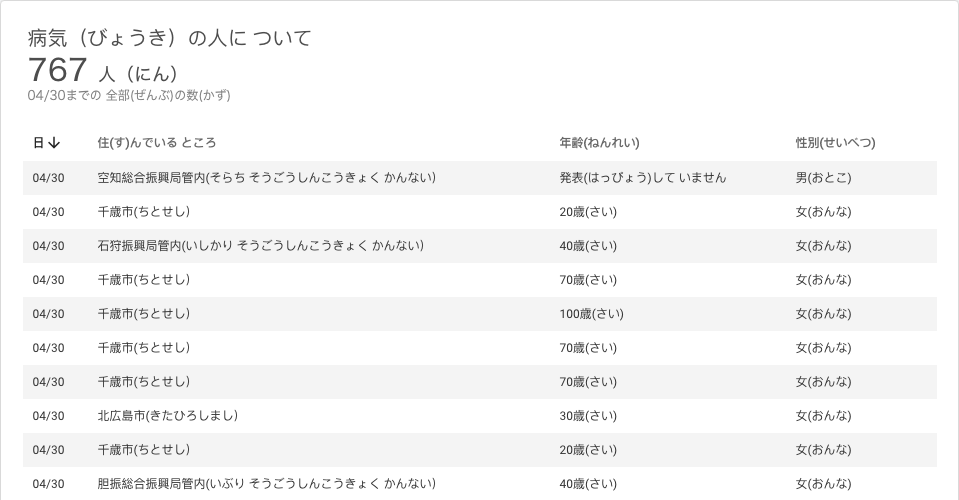 病気（びょうき）の人に ついて
767 人（にん）
04/30までの 全部(ぜんぶ)の数(かず)
日↓ 住(す)んでいる ところ 年齢(ねんれい) 性別(せいべつ)
04/30 空知総合振興局管内(そらち そうごうしんこうきょく かんない） 発表(はっぴょう)して いません 男(おとこ)
04/30 千歳市(ちとせし） 20歳(さい) 女(おんな)
04/30 石狩振興局管内(いしかり そうごうしんこうきょく かんない） 40歳(さい) 女(おんな)
04/30 千歳市(ちとせし） 70歳(さい) 女(おんな)
04/30 千歳市(ちとせし） 100歳(さい) 女(おんな)
04/30 千歳市(ちとせし） 70歳(さい) 女(おんな)
04/30 千歳市(ちとせし） 70歳(さい) 女(おんな)
04/30 北広島市(きたひろしまし） 30歳(さい) 女(おんな)
04/30 千歳市(ちとせし） 20歳(さい) 女(おんな)
04/30 胆振総合振興局管内(いぶり そうごうしんこうきょく かんない） 40歳(さい) 女(おんな)